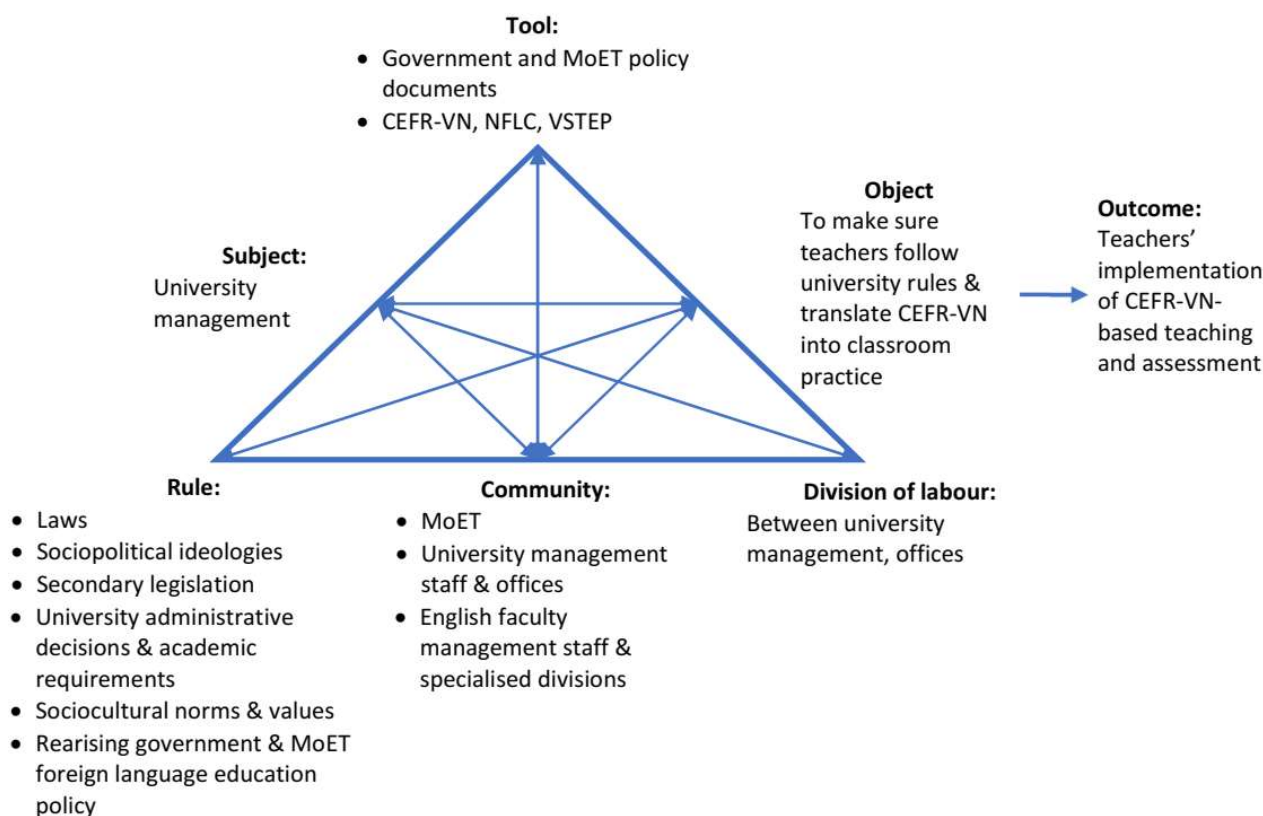 Tool:
• Government and MoET policy
documents
• CEFR-VN, NFLC, VSTEP
Subject:
University
management
Object
To make sure
teachers follow
university rules &
translate CEFR-VN
into classroom
practice
Outcome:
Teachers’
implementation
of CEFR-VN-
based teaching
and assessment
Rule:
• Laws
• Sociopolitical ideologies
• Secondary legislation
• University administrative
decisions & academic
requirements
• Sociocultural norms & values
• Rearising government & MoET
foreign language education
policy
Community:
• MoET
• University management
staff & offices
• English faculty
management staff &
specialised divisions
Division of labour:
Between university
management, offices